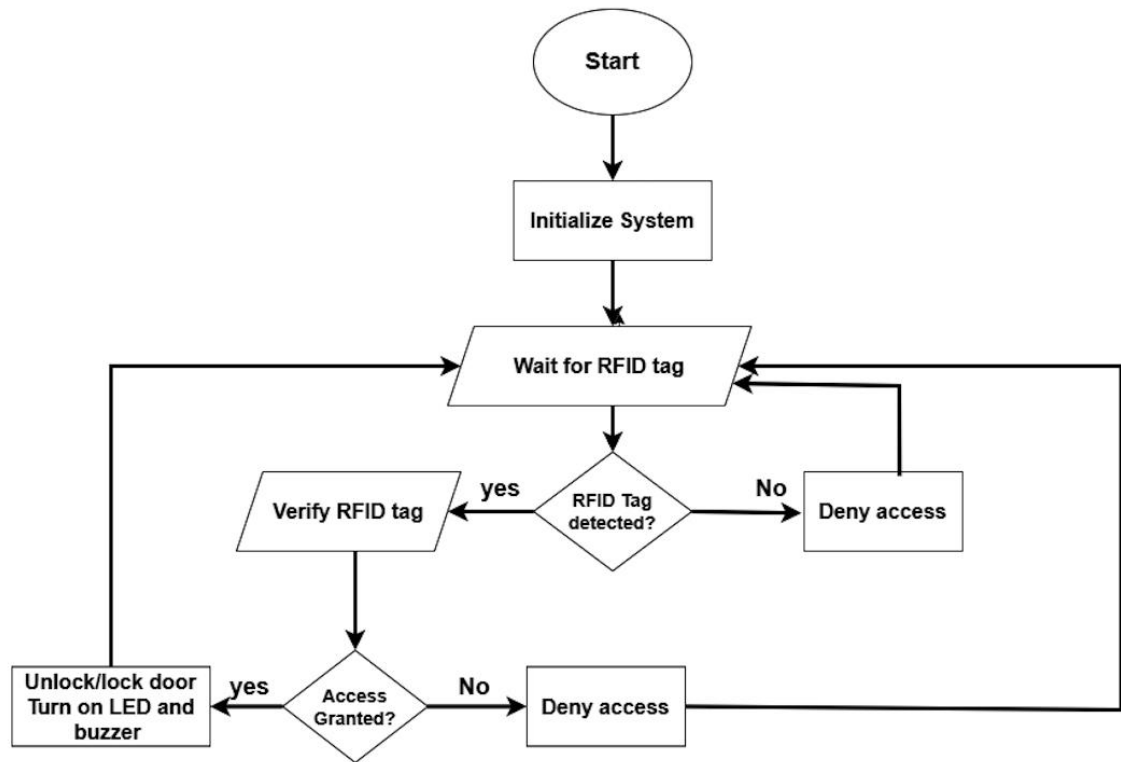 Start
Initialize System
Wait for RFID tag
Verify RFID tag
yes
RFID Tag
detected?
No
Deny access
Unlock/lock door
Turn on LED and
buzzer
yes
Access
Granted?
No
Deny access